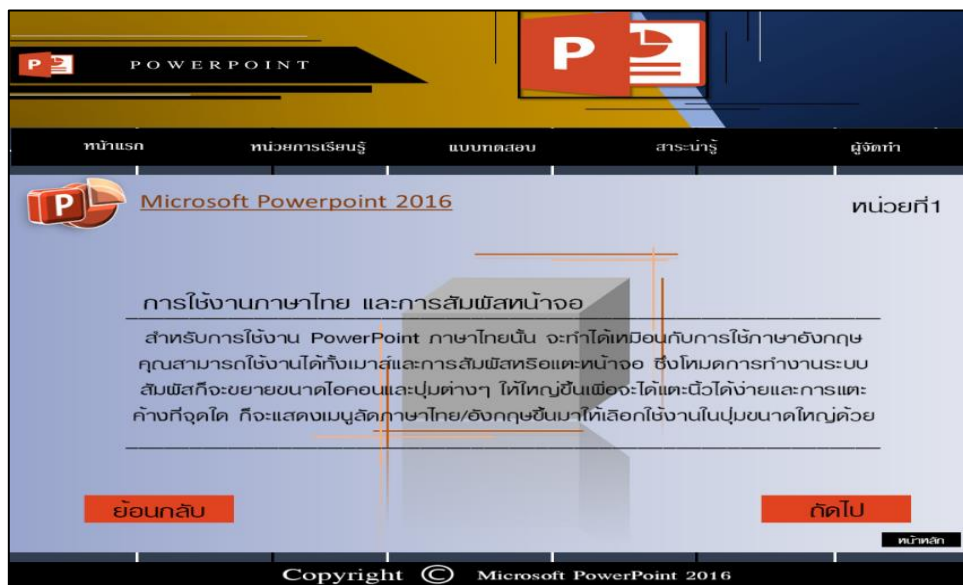 POWERPOINT
หน้าแรก หน่วยการเรียนรู้ แบบทดสอบ สาระน่ารู้ ผู้จัดทำ
Microsoft Powerpoint 2016
หน่วยที่1
การใช้งานภาษาไทย และการสัมผัสหน้าจอ
สำหรับการใช้งาน PowerPoint ภาษาไทยนั้น จะทำได้เหมือนกับการใช้ภาษาอังกฤษ
คุณสามารถใช้งานได้ทั้งเมาส์และการสัมผัสหรือแตะหน้าจอ ซึ่งโหมดการทำงานระบบ
สัมผัสก็จะขยายขนาดไอคอนและปุ่มต่างๆ ให้ใหญ่ขึ้นเพื่อจะได้แตะนิ้วได้ง่ายและการแตะ
ค้างที่จุดใด ก็จะแสดงเมนูลัดภาษาไทย/อังกฤษขึ้นมาให้เลือกใช้งานในปุ่มขนาดใหญ่ด้วย
ย้อนกลับ
ถัดไป
หน้าหลัก
Copyright © Microsoft PowerPoint 2016